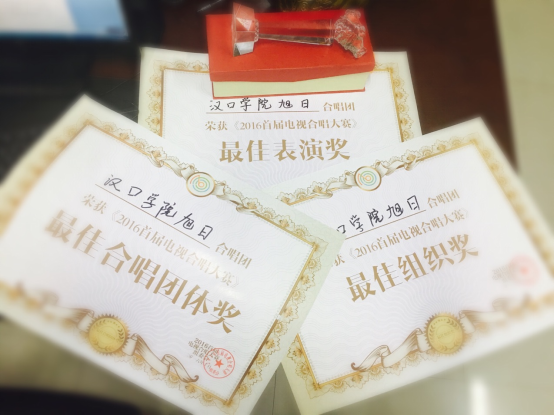 汉口学院旭日合唱团
荣获《2016首届电视合唱大赛》
最佳表演奖
汉口学院旭日合唱团
荣获《2016首届电视合唱大赛》
最佳合唱团体奖
口学院旭日合唱团
获《2016首届电视合唱大赛》
最佳组织奖